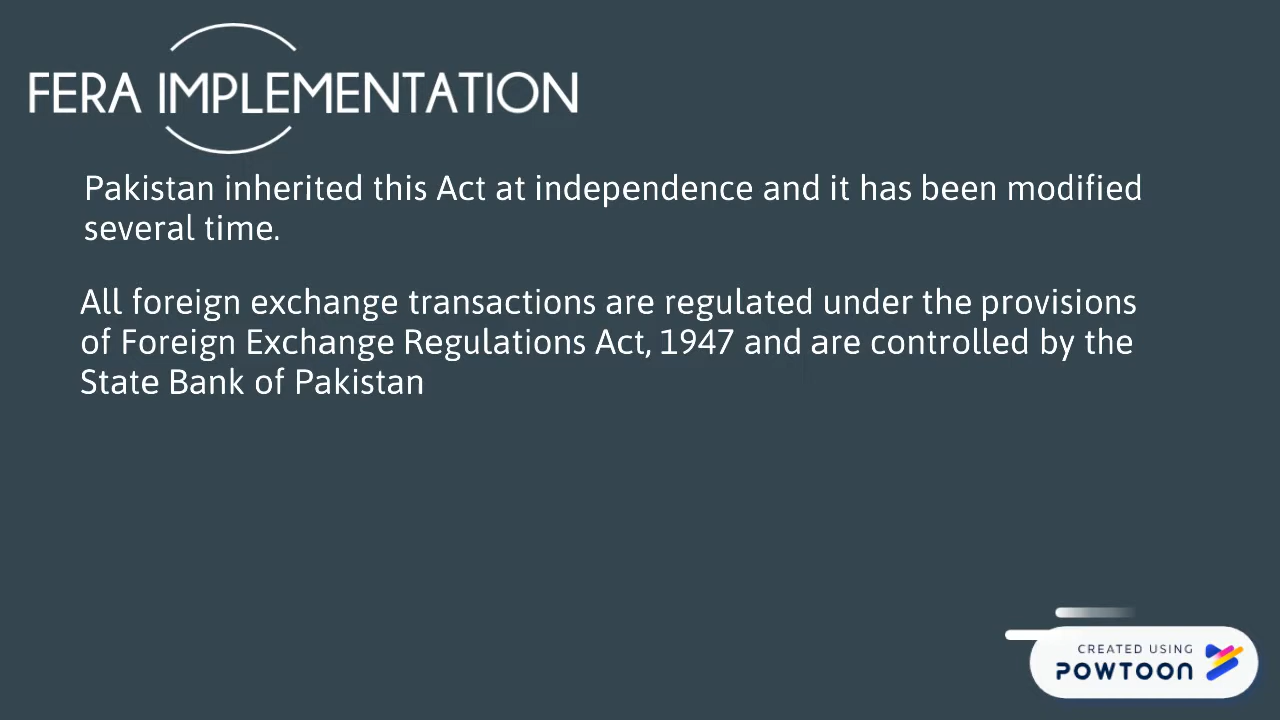 FERA IMPLEMENTATION
Pakistan inherited this Act at independence and it has been modified
several time.
All foreign exchange transactions are regulated under the provisions
of Foreign Exchange Regulations Act, 1947 and are controlled by the
State Bank of Pakistan
CREATED USING
POWTOON